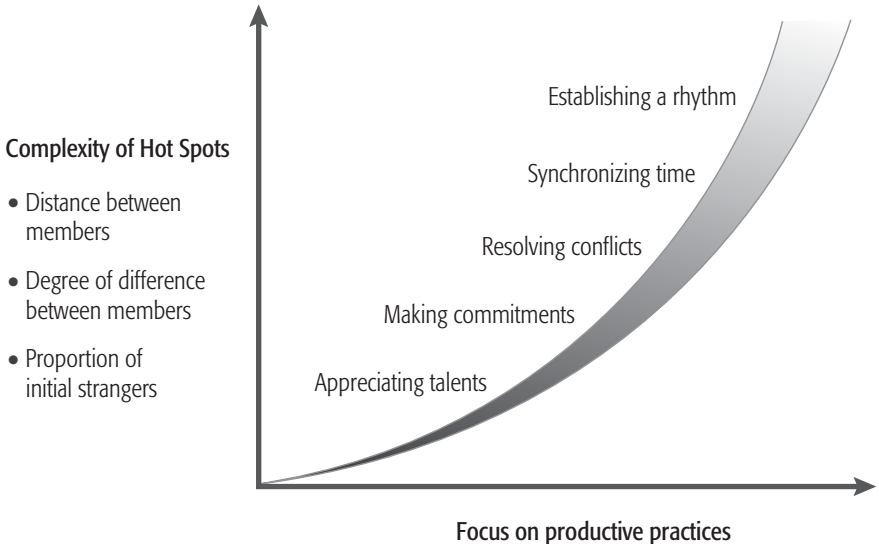 Complexity of Hot Spots
• Distance between
members
• Degree of difference
between members
• Proportion of
initial strangers
Establishing a rhythm
Synchronizing time
Resolving conflicts
Making commitments
Appreciating talents
Focus on productive practices